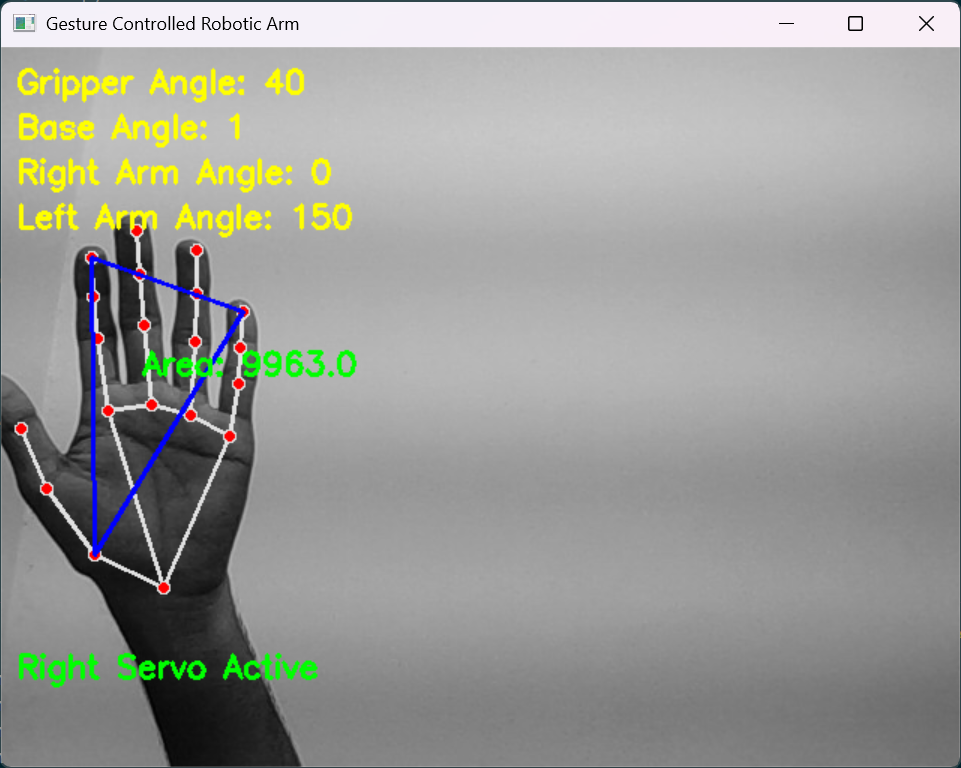 Gesture Controlled Robotic Arm
Gripper Angle: 40
Base Angle: 1
Right Arm Angle: 0
Left Arm Angle: 150
Area: 9963.0
Right Servo Active